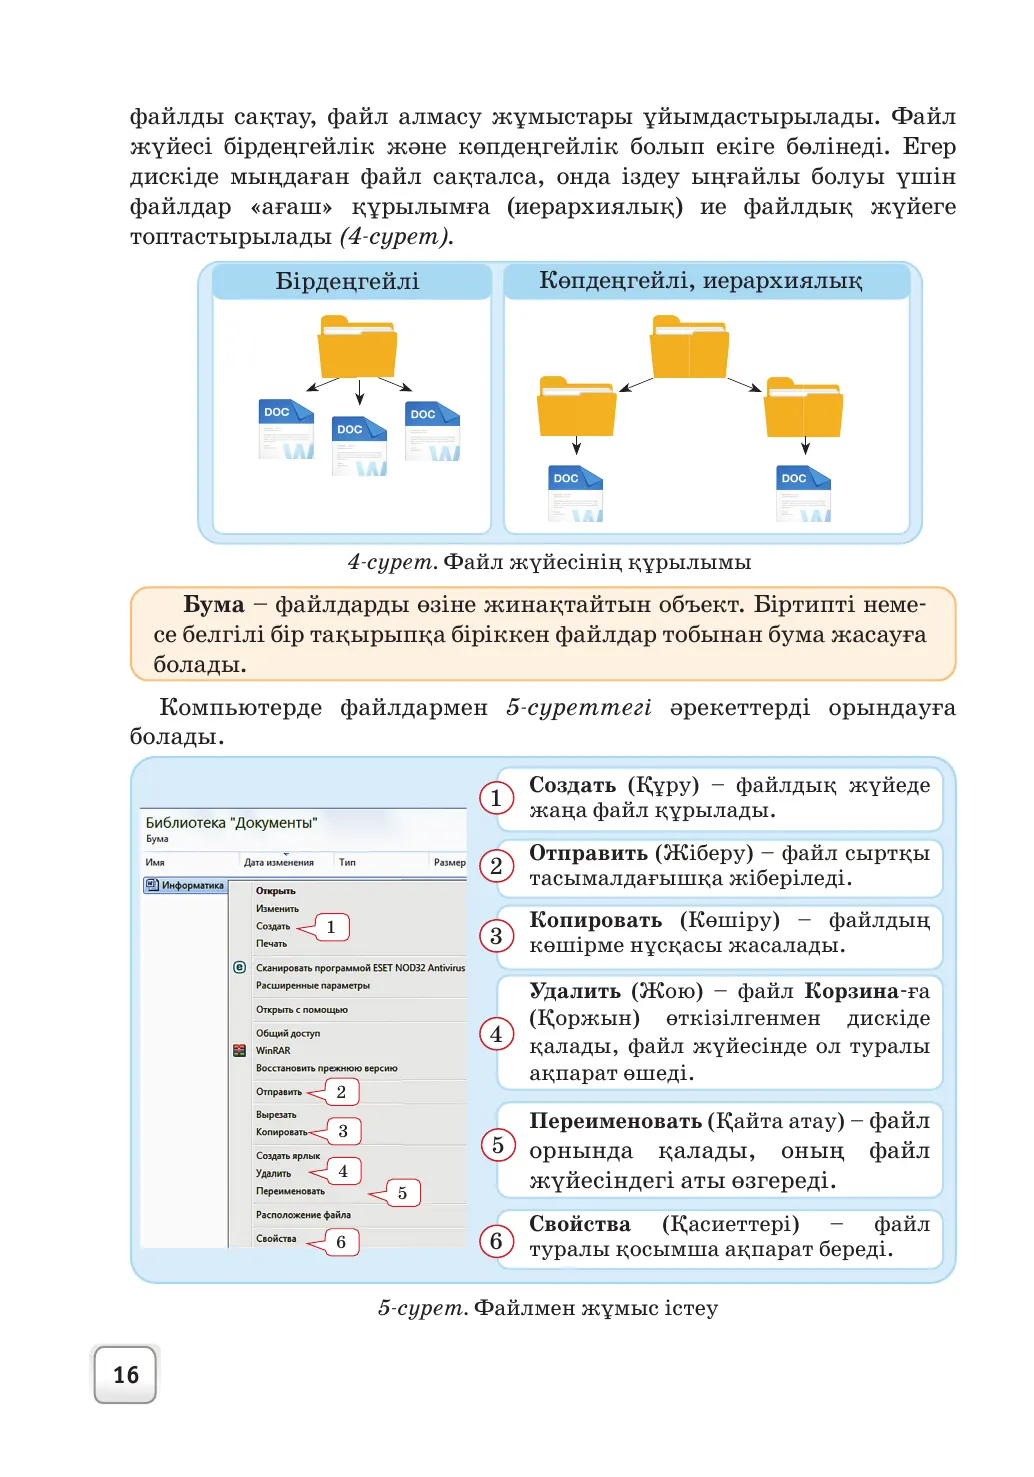 файлды сақтау, файл алмасу жұмыстары ұйымдастырылады. Файл
жүйесі бірдеңгейлік және көпдеңгейлік болып екіге бөлінеді. Егер
дискіде мыңдаған файл сақталса, онда іздеу ыңғайлы болуы үшін
файлдар «ағаш» құрылымға (иерархиялық) ие файлдық жүйеге
топтастырылады (4-сурет).
Бірдеңгейлі
Көпдеңгейлі, иерархиялық
DOC
DOC
DOC
DOC
DOC
4-сурет. Файл жүйесінің құрылымы
Бума – файлдарды өзіне жинақтайтын объект. Біртипті неме-
се белгілі бір тақырыпқа біріккен файлдар тобынан бума жасауға
болады.
Компьютерде файлдармен 5-суреттегі әрекеттерді орындауға
болады.
Библиотека "Документы"
Бума
Имя Дата изменения Тип Размер
Информатика
Открыть
Изменить
Создать 1
Печать
Сканировать программой ESET NOD32 Antivirus
Расширенные параметры
Открыть с помощью
Общий доступ
WinRAR
Восстановить прежнюю версию
Отправить 2
Вырезать
Копировать 3
Создать ярлык
Удалить 4
Переименовать 5
Расположение файла
Свойства 6
1 Создать (Құру) – файлдық жүйеде
жаңа файл құрылады.
2 Отправить (Жіберу) – файл сыртқы
тасымалдағышқа жіберіледі.
3 Копировать (Көшіру) – файлдың
көшірме нұсқасы жасалады.
4 Удалить (Жою) – файл Корзина-ға
(Қоржын) өткізілгенмен дискіде
қалады, файл жүйесінде ол туралы
ақпарат өшеді.
5 Переименовать (Қайта атау) – файл
орнында қалады, оның файл
жүйесіндегі аты өзгереді.
6 Свойства (Қасиеттері) – файл
туралы қосымша ақпарат береді.
5-сурет. Файлмен жұмыс істеу
16